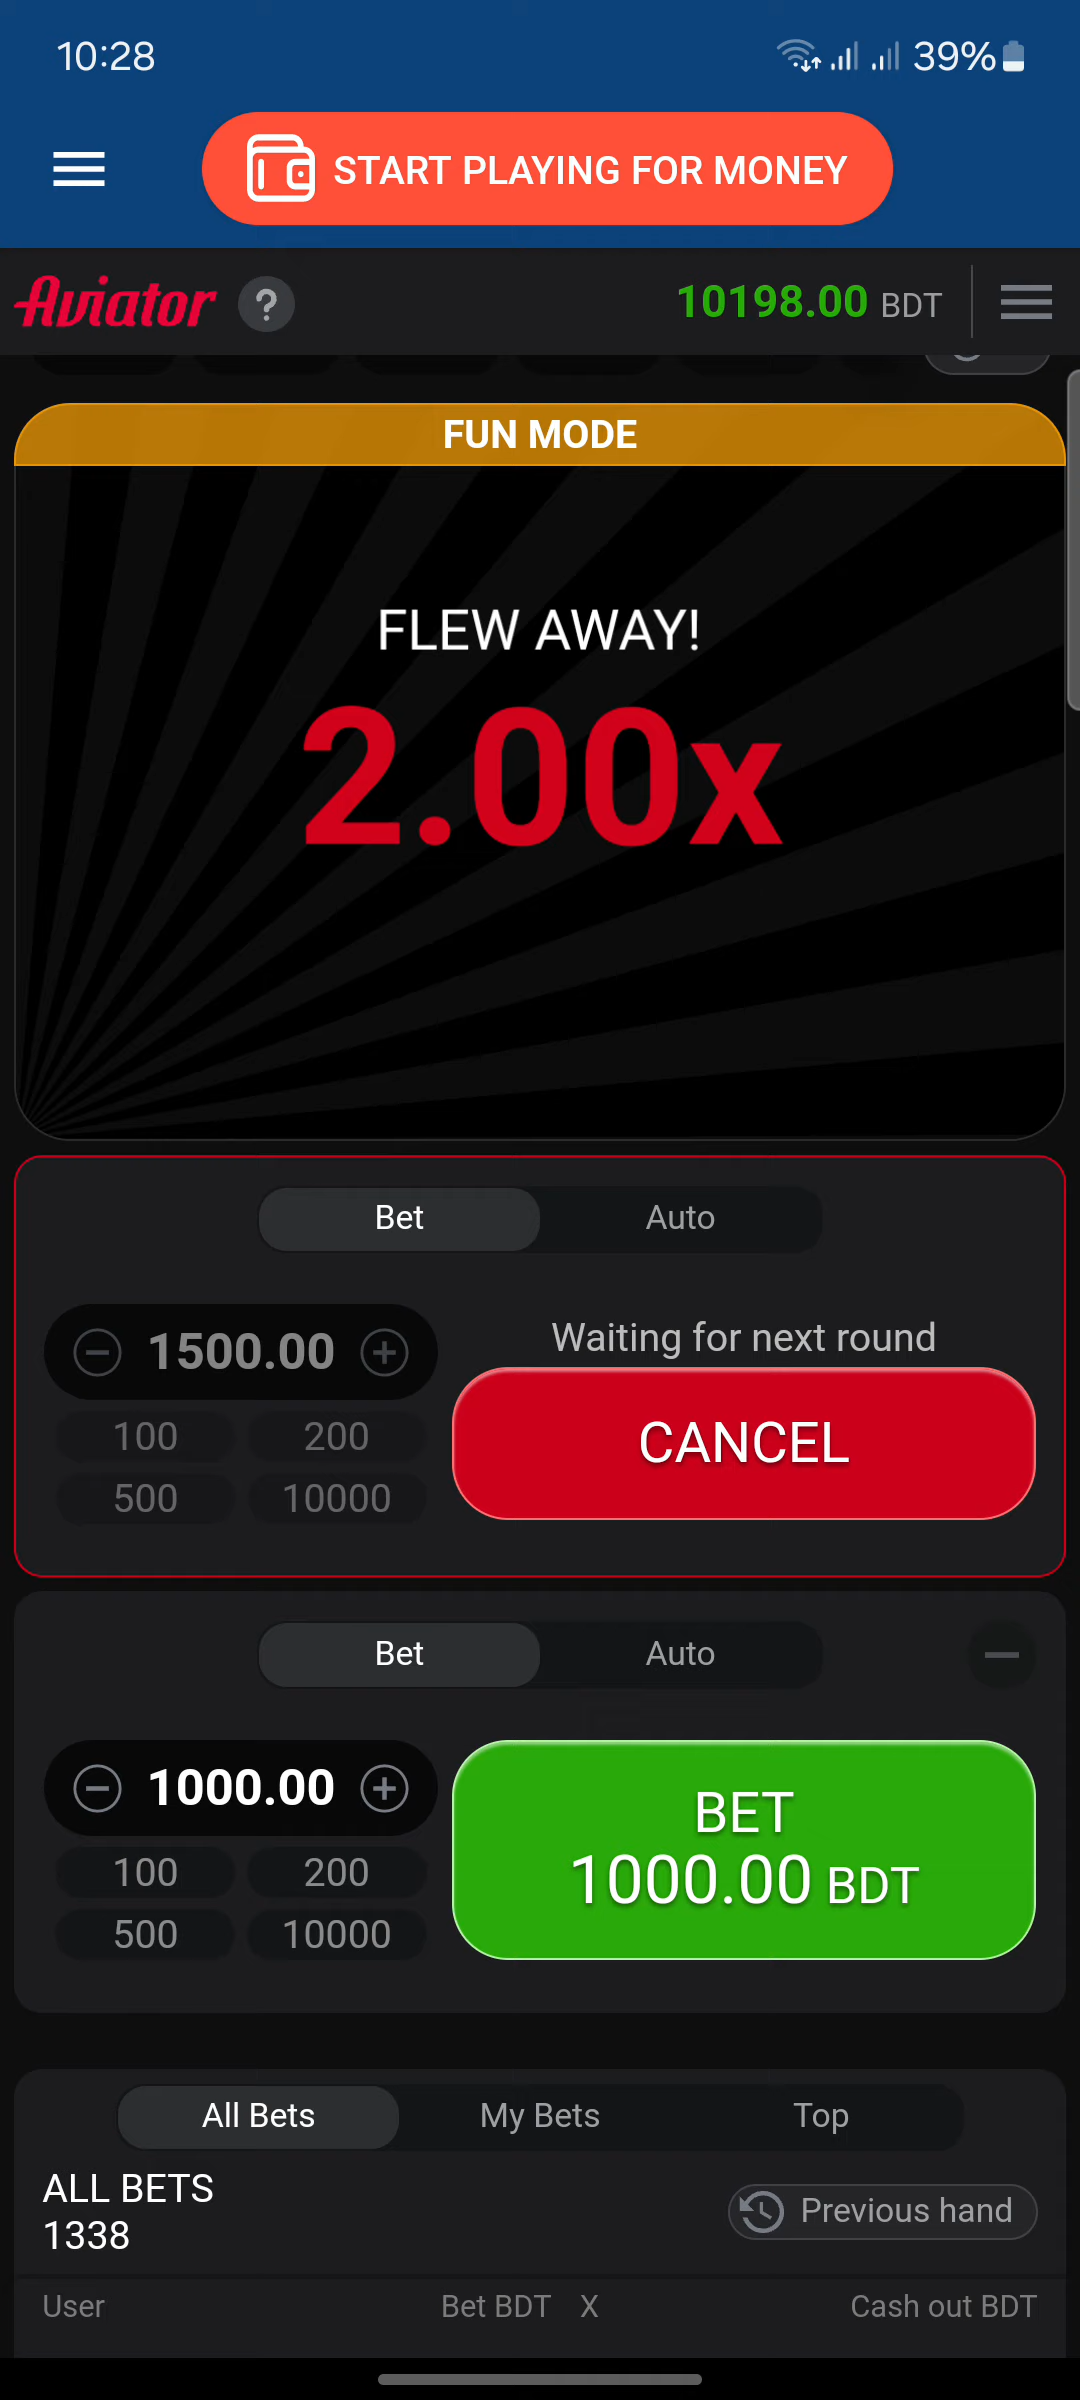 10:28
39%
START PLAYING FOR MONEY
Aviator ? 10198.00 BDT
FUN MODE
FLEW AWAY!
2.00x
Bet Auto
1500.00
Waiting for next round
100 200
CANCEL
500 10000
Bet Auto
1000.00
BET
1000.00 BDT
100 200
500 10000
All Bets My Bets Top
ALL BETS
1338
Previous hand
User Bet BDT X Cash out BDT